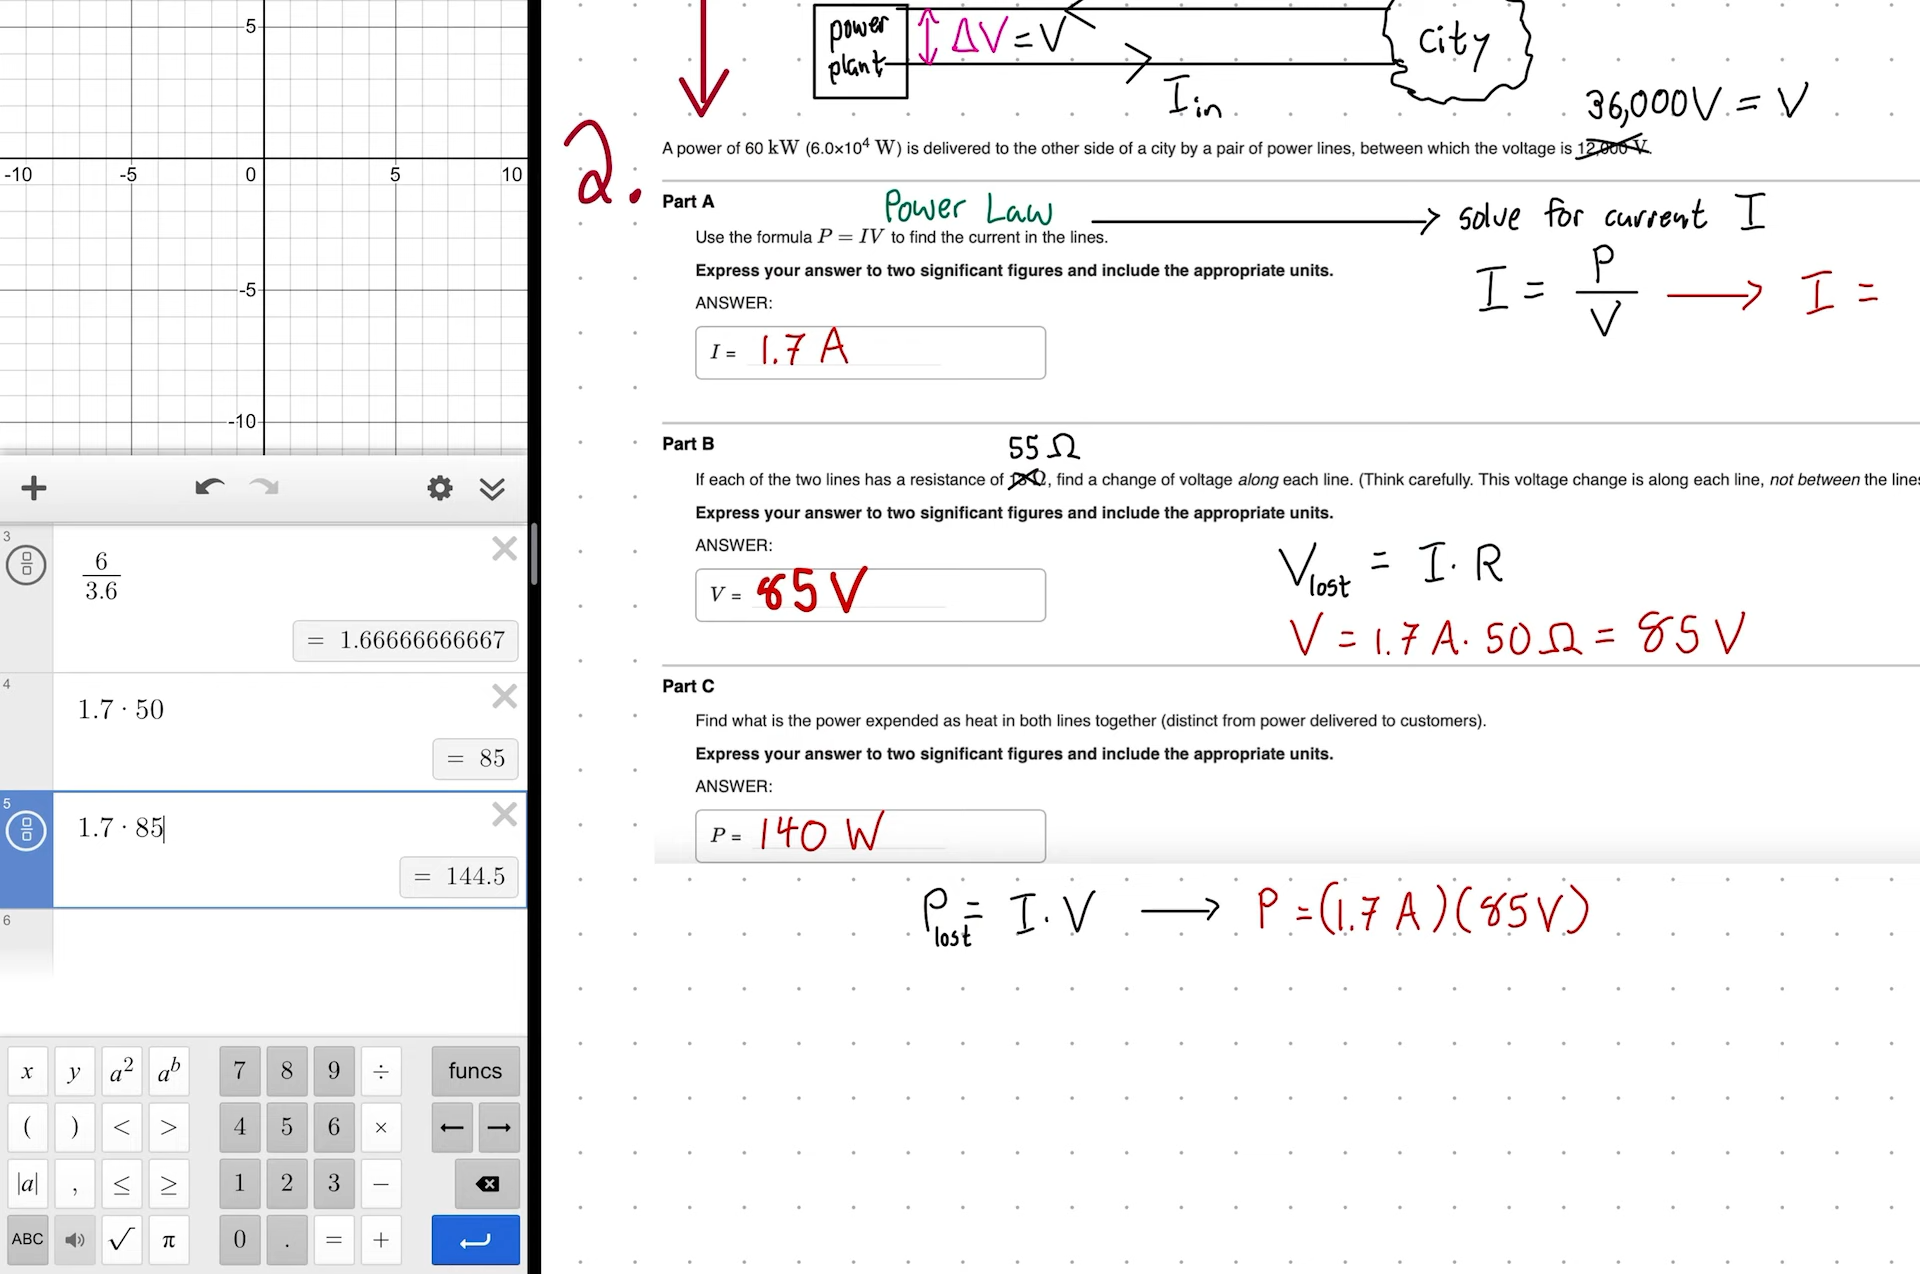 5
-10
-5
0
5
10
-5
-10
3
6
3.6
= 1.66666666667
4
1.7 · 50
= 85
5
1.7 · 85
= 144.5
6
x y a² aᵇ 7 8 9 ÷ funcs
( ) < > 4 5 6 × ← →
|a| , ≤ ≥ 1 2 3 −
ABC √ π 0 . = +
power
plant
ΔV = V
I in
City
36,000V = V
2.
A power of 60 kW (6.0×10⁴ W) is delivered to the other side of a city by a pair of power lines, between which the voltage is 12,000 V.
Part A
Power Law → solve for current I
Use the formula P = IV to find the current in the lines.
I = P/V → I =
Express your answer to two significant figures and include the appropriate units.
ANSWER:
I = 1.7 A
Part B
55 Ω
If each of the two lines has a resistance of Ω, find a change of voltage along each line. (Think carefully. This voltage change is along each line, not between the lines
Express your answer to two significant figures and include the appropriate units.
ANSWER:
V = 85 V
V lost = I · R
V = 1.7 A · 50 Ω = 85 V
Part C
Find what is the power expended as heat in both lines together (distinct from power delivered to customers).
Express your answer to two significant figures and include the appropriate units.
ANSWER:
P = 140 W
P lost = I · V → P = (1.7 A)(85V)